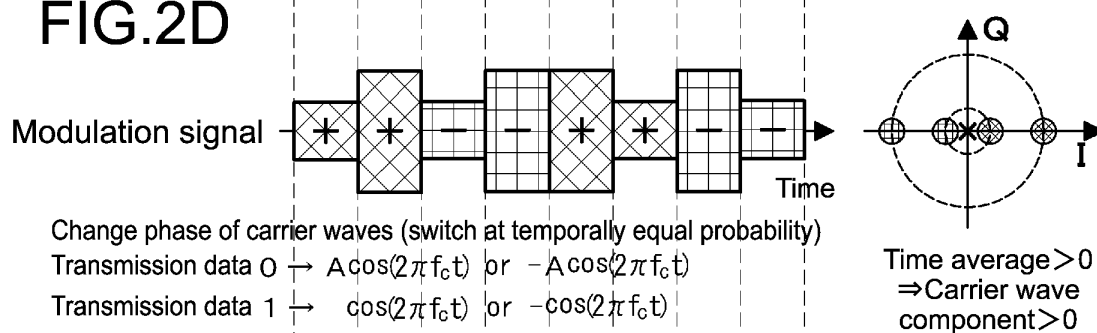 FIG.2D
Modulation signal
+ + − − + + − −
Time
Change phase of carrier waves (switch at temporally equal probability)
Transmission data 0 → Acos(2πfct) or -Acos(2πfct)
Transmission data 1 → cos(2πfct) or -cos(2πfct)
Q
I
Time average>0
⇒Carrier wave
component>0